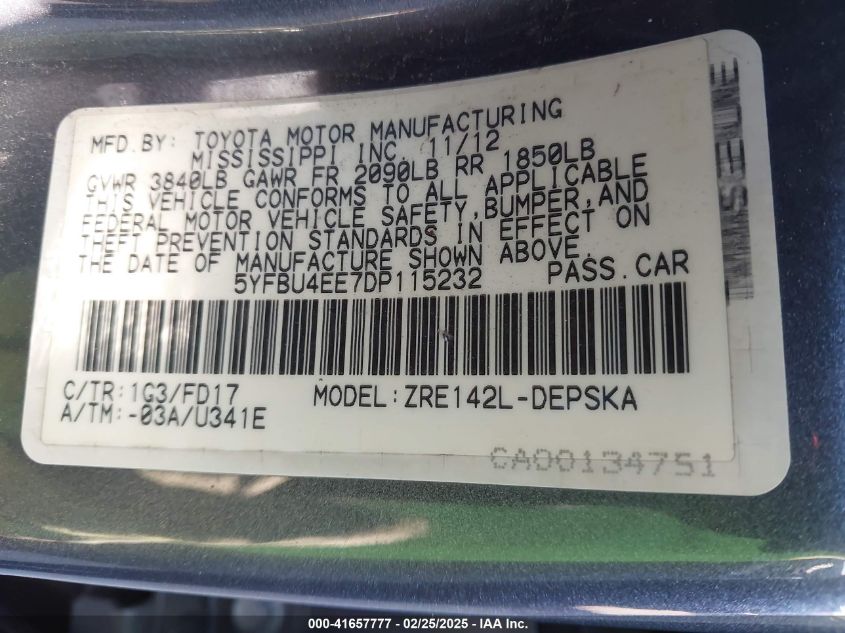 MFD.BY: TOYOTA MOTOR MANUFACTURING
MISSISSIPPI INC. 11/12
GVWR 3840LB GAWR FR 2090LB RR 1850LB
THIS VEHICLE CONFORMS TO ALL APPLICABLE
FEDERAL MOTOR VEHICLE SAFETY,BUMPER,AND
THEFT PREVENTION STANDARDS IN EFFECT ON
THE DATE OF MANUFACTURE SHOWN ABOVE.
5YFBU4EE7DP115232 PASS.CAR
C/TR:1G3/FD17 MODEL:ZRE142L-DEPSKA
A/TM:-03A/U341E
CA00134751
000-41657777 - 02/25/2025 - IAA Inc.